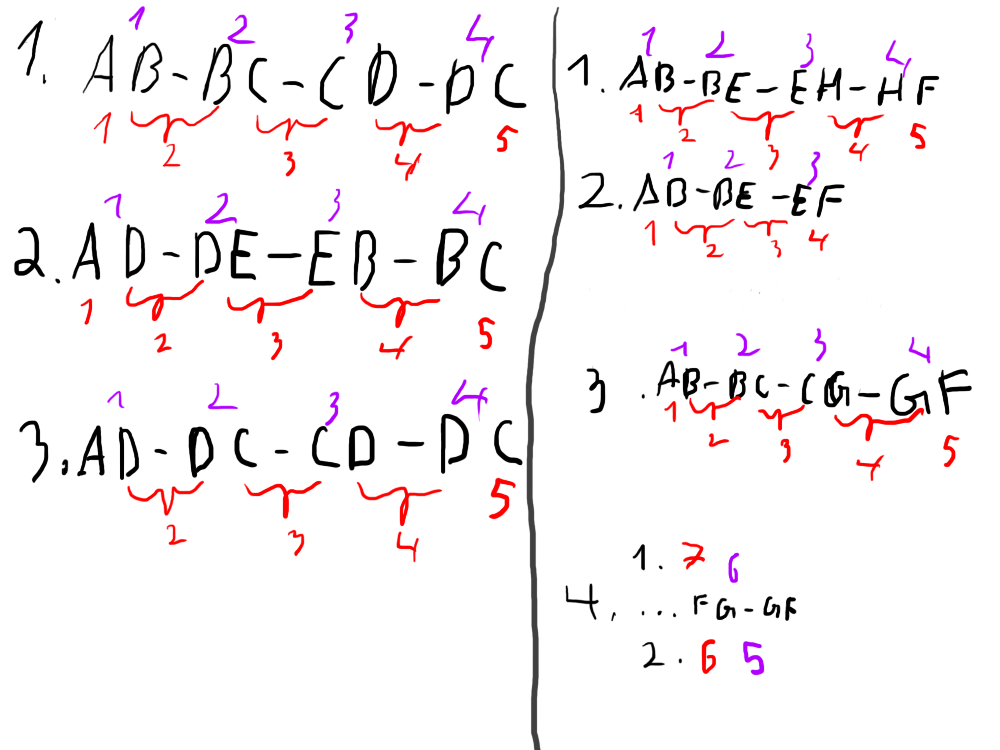 1 2 3 4
1. AB-BC-CD-DC
1 2 3 4 5
1 2 3 4
2. AD-DE-EB-BC
1 2 3 4 5
1 2 3 4
3. AD-DC-CD-DC
2 3 4 5
1 2 3 4
1. AB-BE-EH-HF
1 2 3 4 5
1 2 3
2. AB-BE-EF
1 2 3 4
1 2 3 4
3. AB-BC-CG-GF
1 2 3 4 5
1. 7 6
4. ...FG-GF
2. 6 5